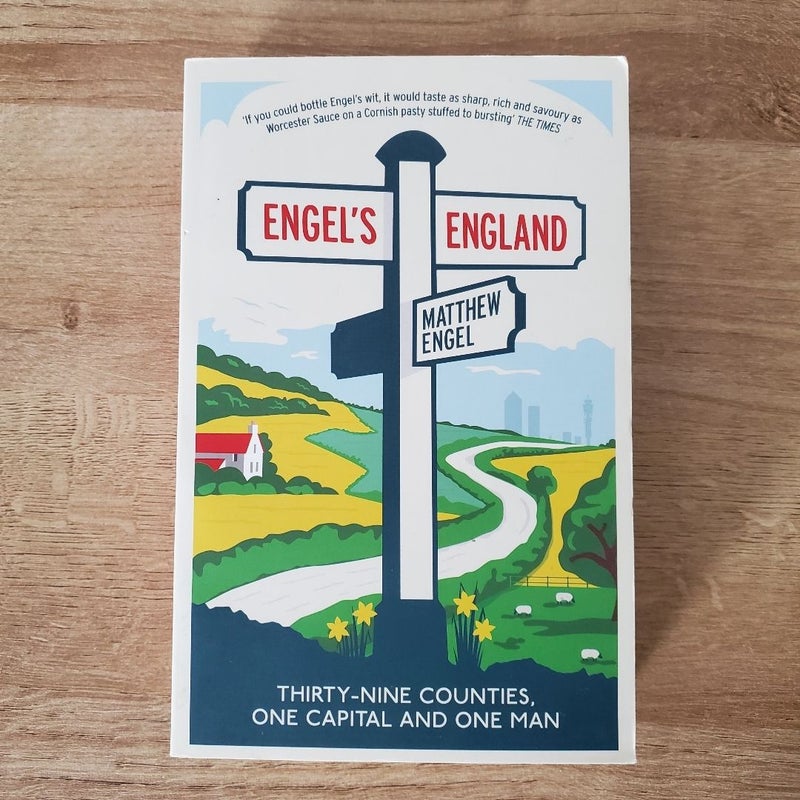 'If you could bottle Engel's wit, it would taste as sharp, rich and savoury as
Worcester Sauce on a Cornish pasty stuffed to bursting' THE TIMES
ENGEL'S ENGLAND
MATTHEW
ENGEL
THIRTY-NINE COUNTIES,
ONE CAPITAL AND ONE MAN